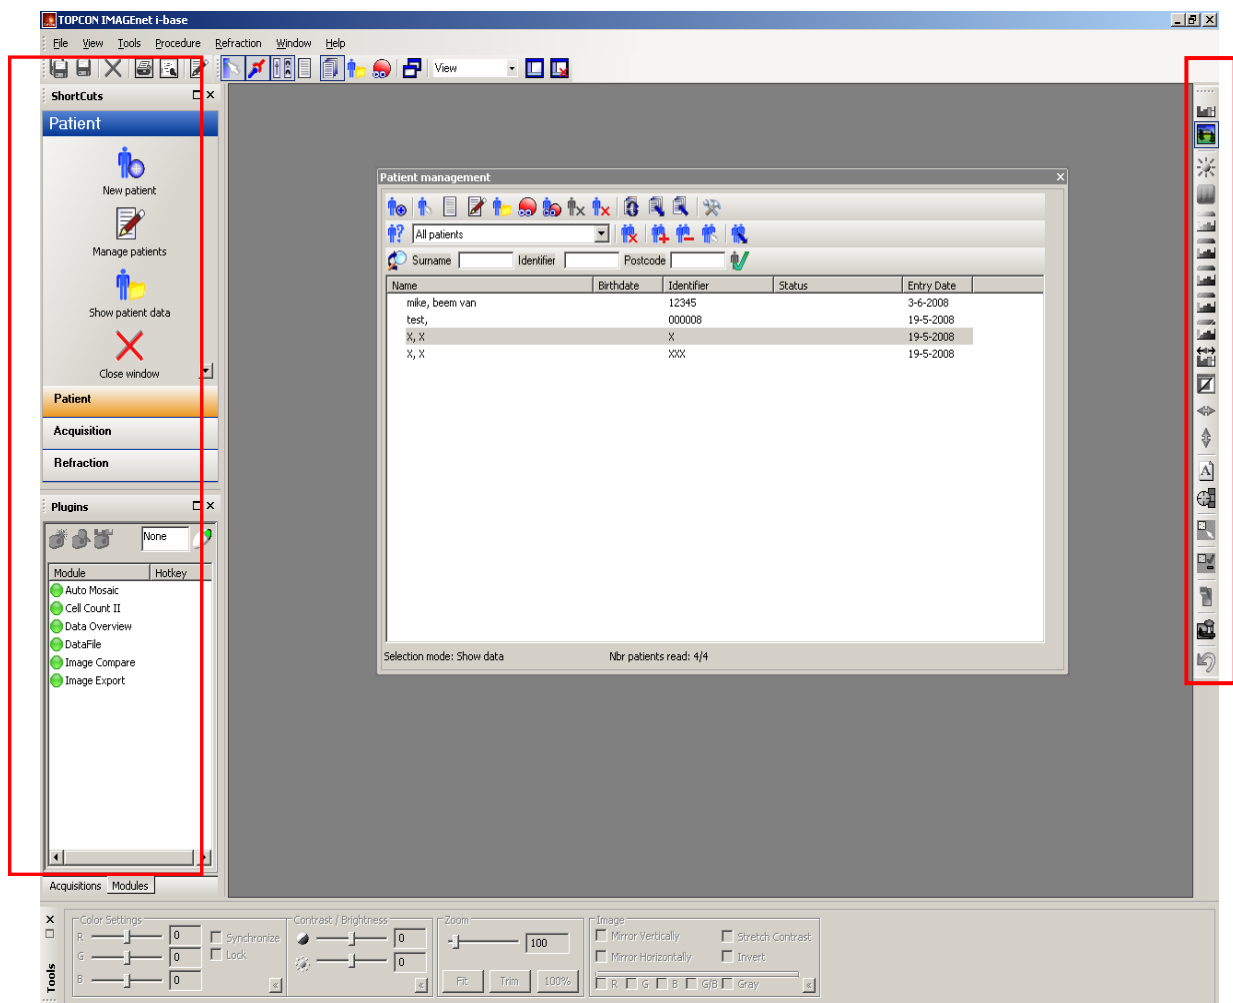 TOPCON IMAGEnet i-base
File View Tools Procedure Refraction Window Help
View
ShortCuts
Patient
New patient
Manage patients
Show patient data
Close window
Patient
Acquisition
Refraction
Plugins
None
Module Hotkey
Auto Mosaic
Cell Count II
Data Overview
DataFile
Image Compare
Image Export
Acquisitions Modules
Patient management
All patients
Surname Identifier Postcode
Name Birthdate Identifier Status Entry Date
mike, beem van 12345 3-6-2008
test, 000008 19-5-2008
X, X X 19-5-2008
X, X XXX 19-5-2008
Selection mode: Show data Nbr patients read: 4/4
Tools
Color Settings
R 0 Synchronize
G 0 Lock
B 0
Contrast / Brightness
0
0
Zoom
100
Fit Trim 100%
Image
Mirror Vertically Stretch Contrast
Mirror Horizontally Invert
R G B G/B Gray